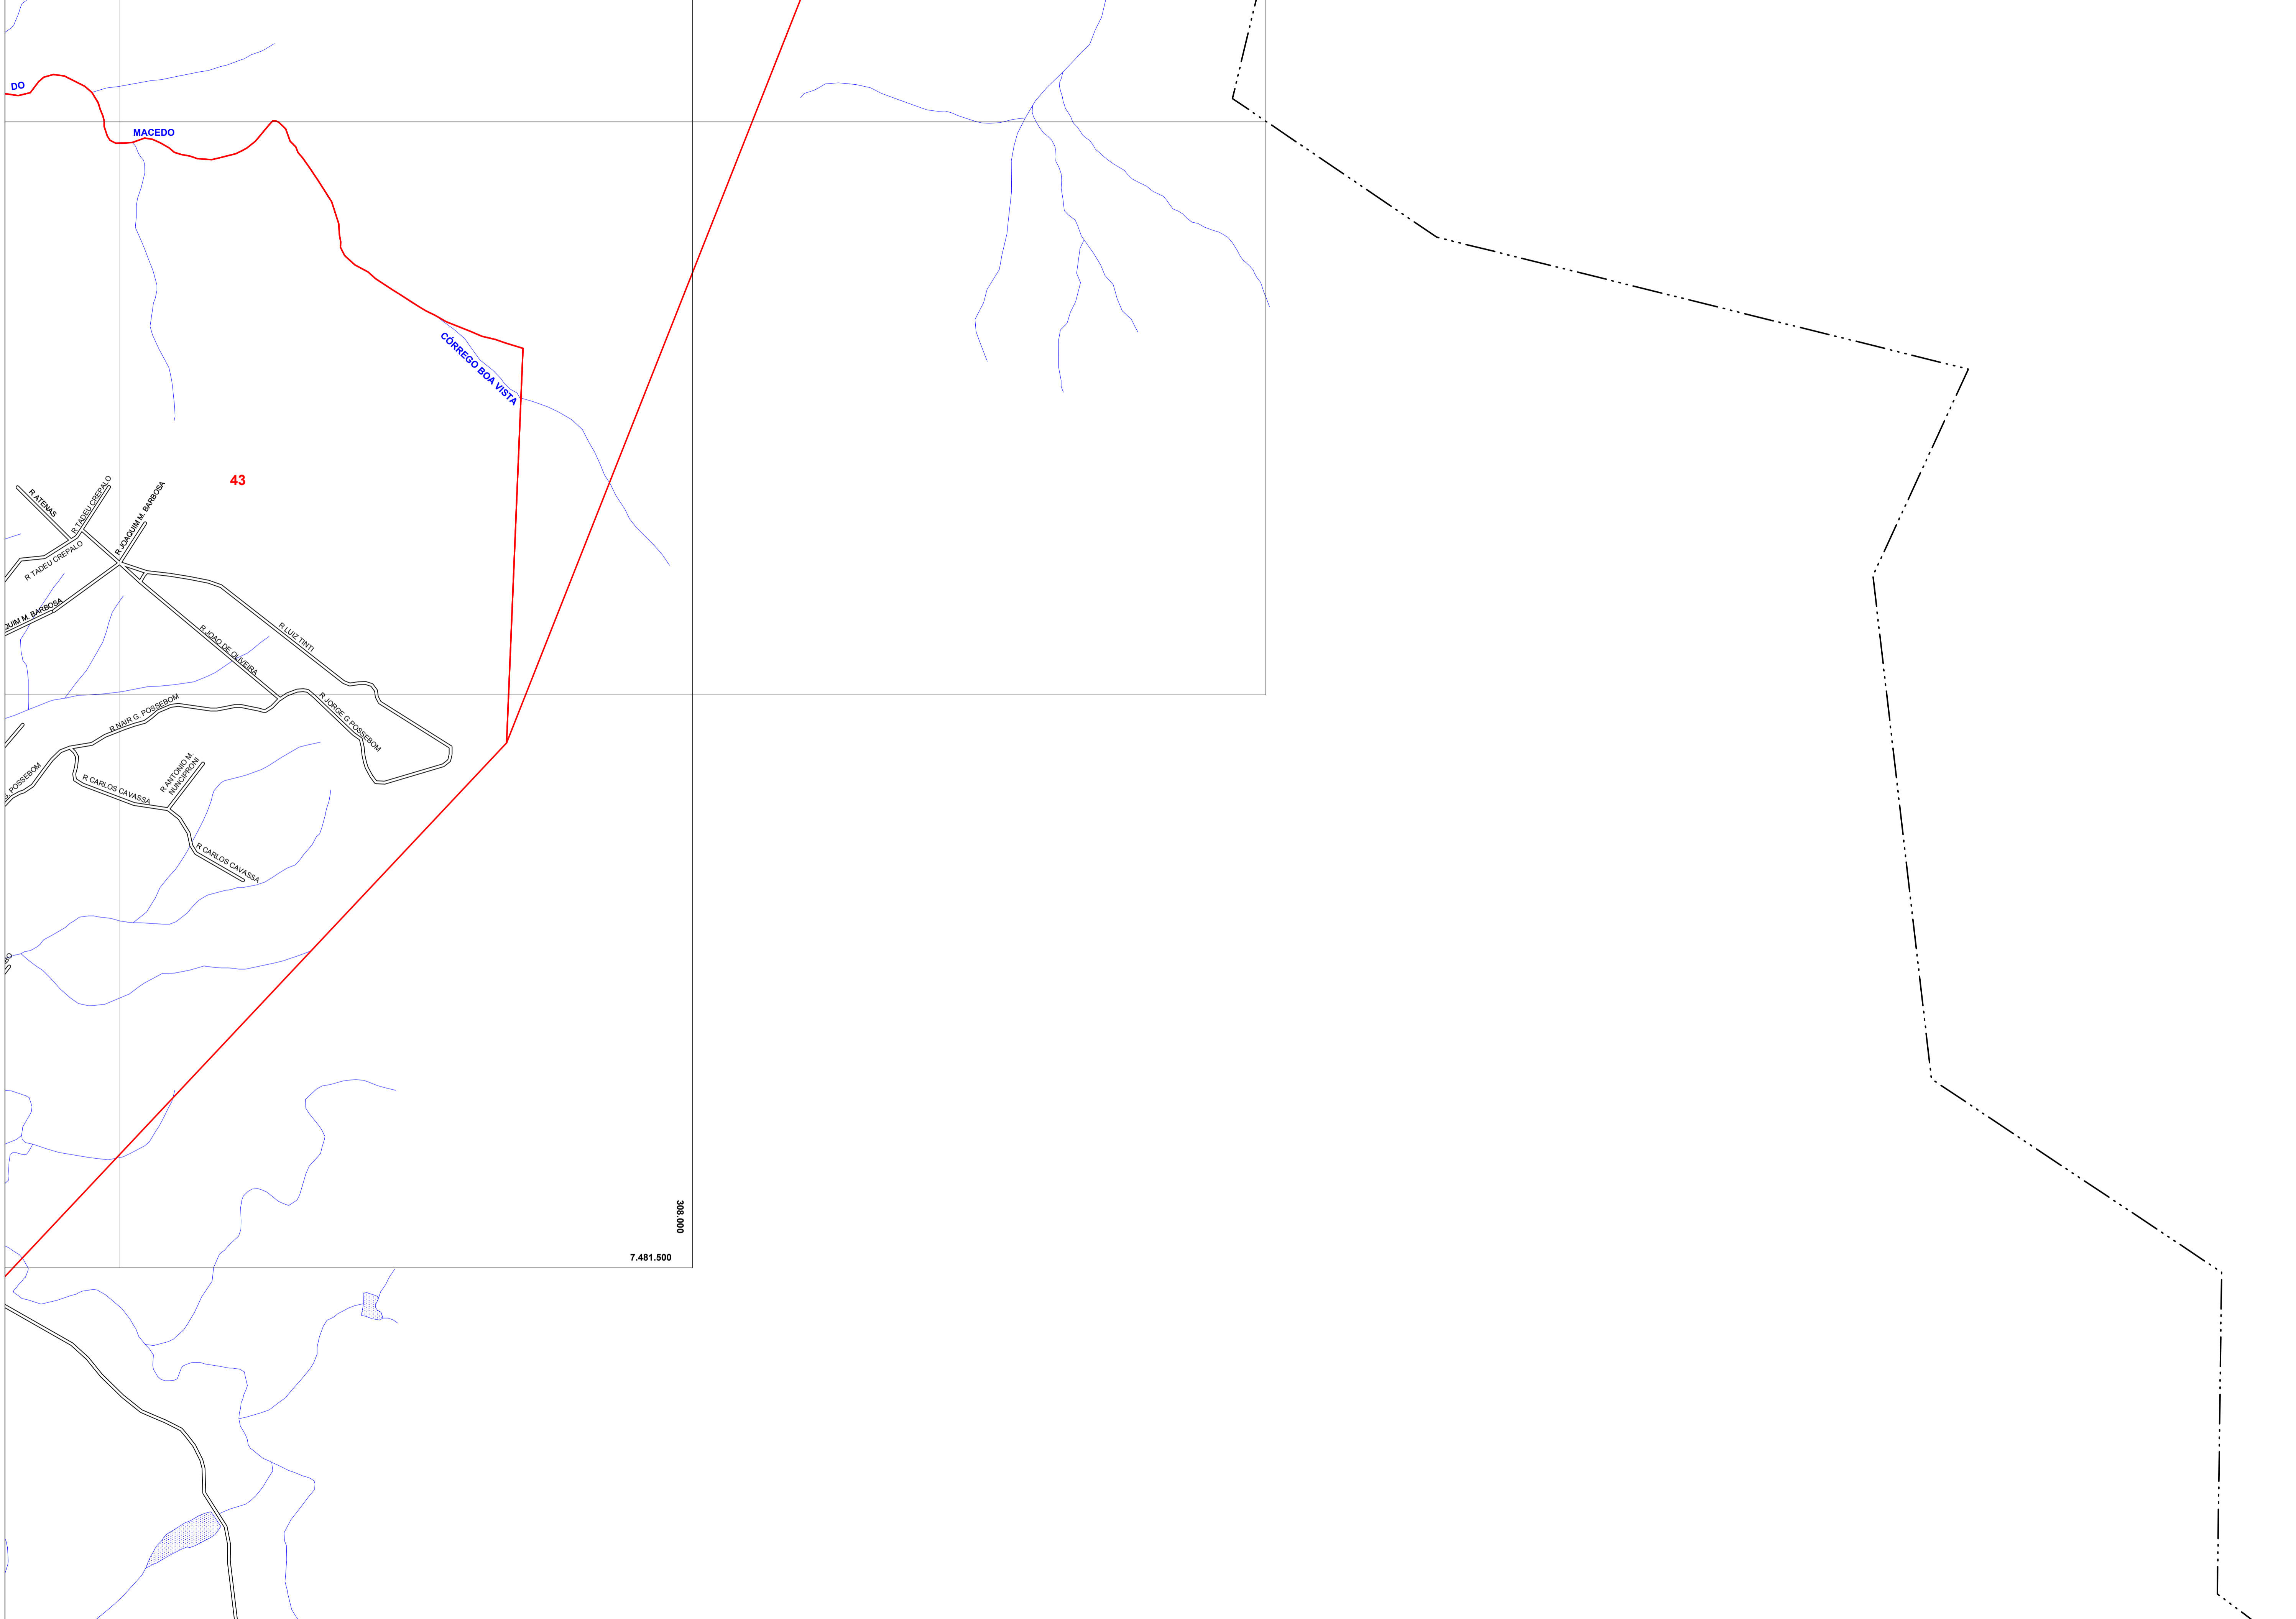 DO
MACEDO
CÓRREGO BOA VISTA
43
R ATENAS
R TADEU CREPALO
R JOAQUIM M. BARBOSA
R TADEU CREPALO
QUIM M. BARBOSA
R JOAO DE OLIVEIRA
R LUIZ TINTI
R NAIR G. POSSEBOM
R JORGE G POSSEBOM
G. POSSEBOM
R CARLOS CAVASSA
R ANTONIO M.
NUNCIPRONI
R CARLOS CAVASSA
308.000
7.481.500